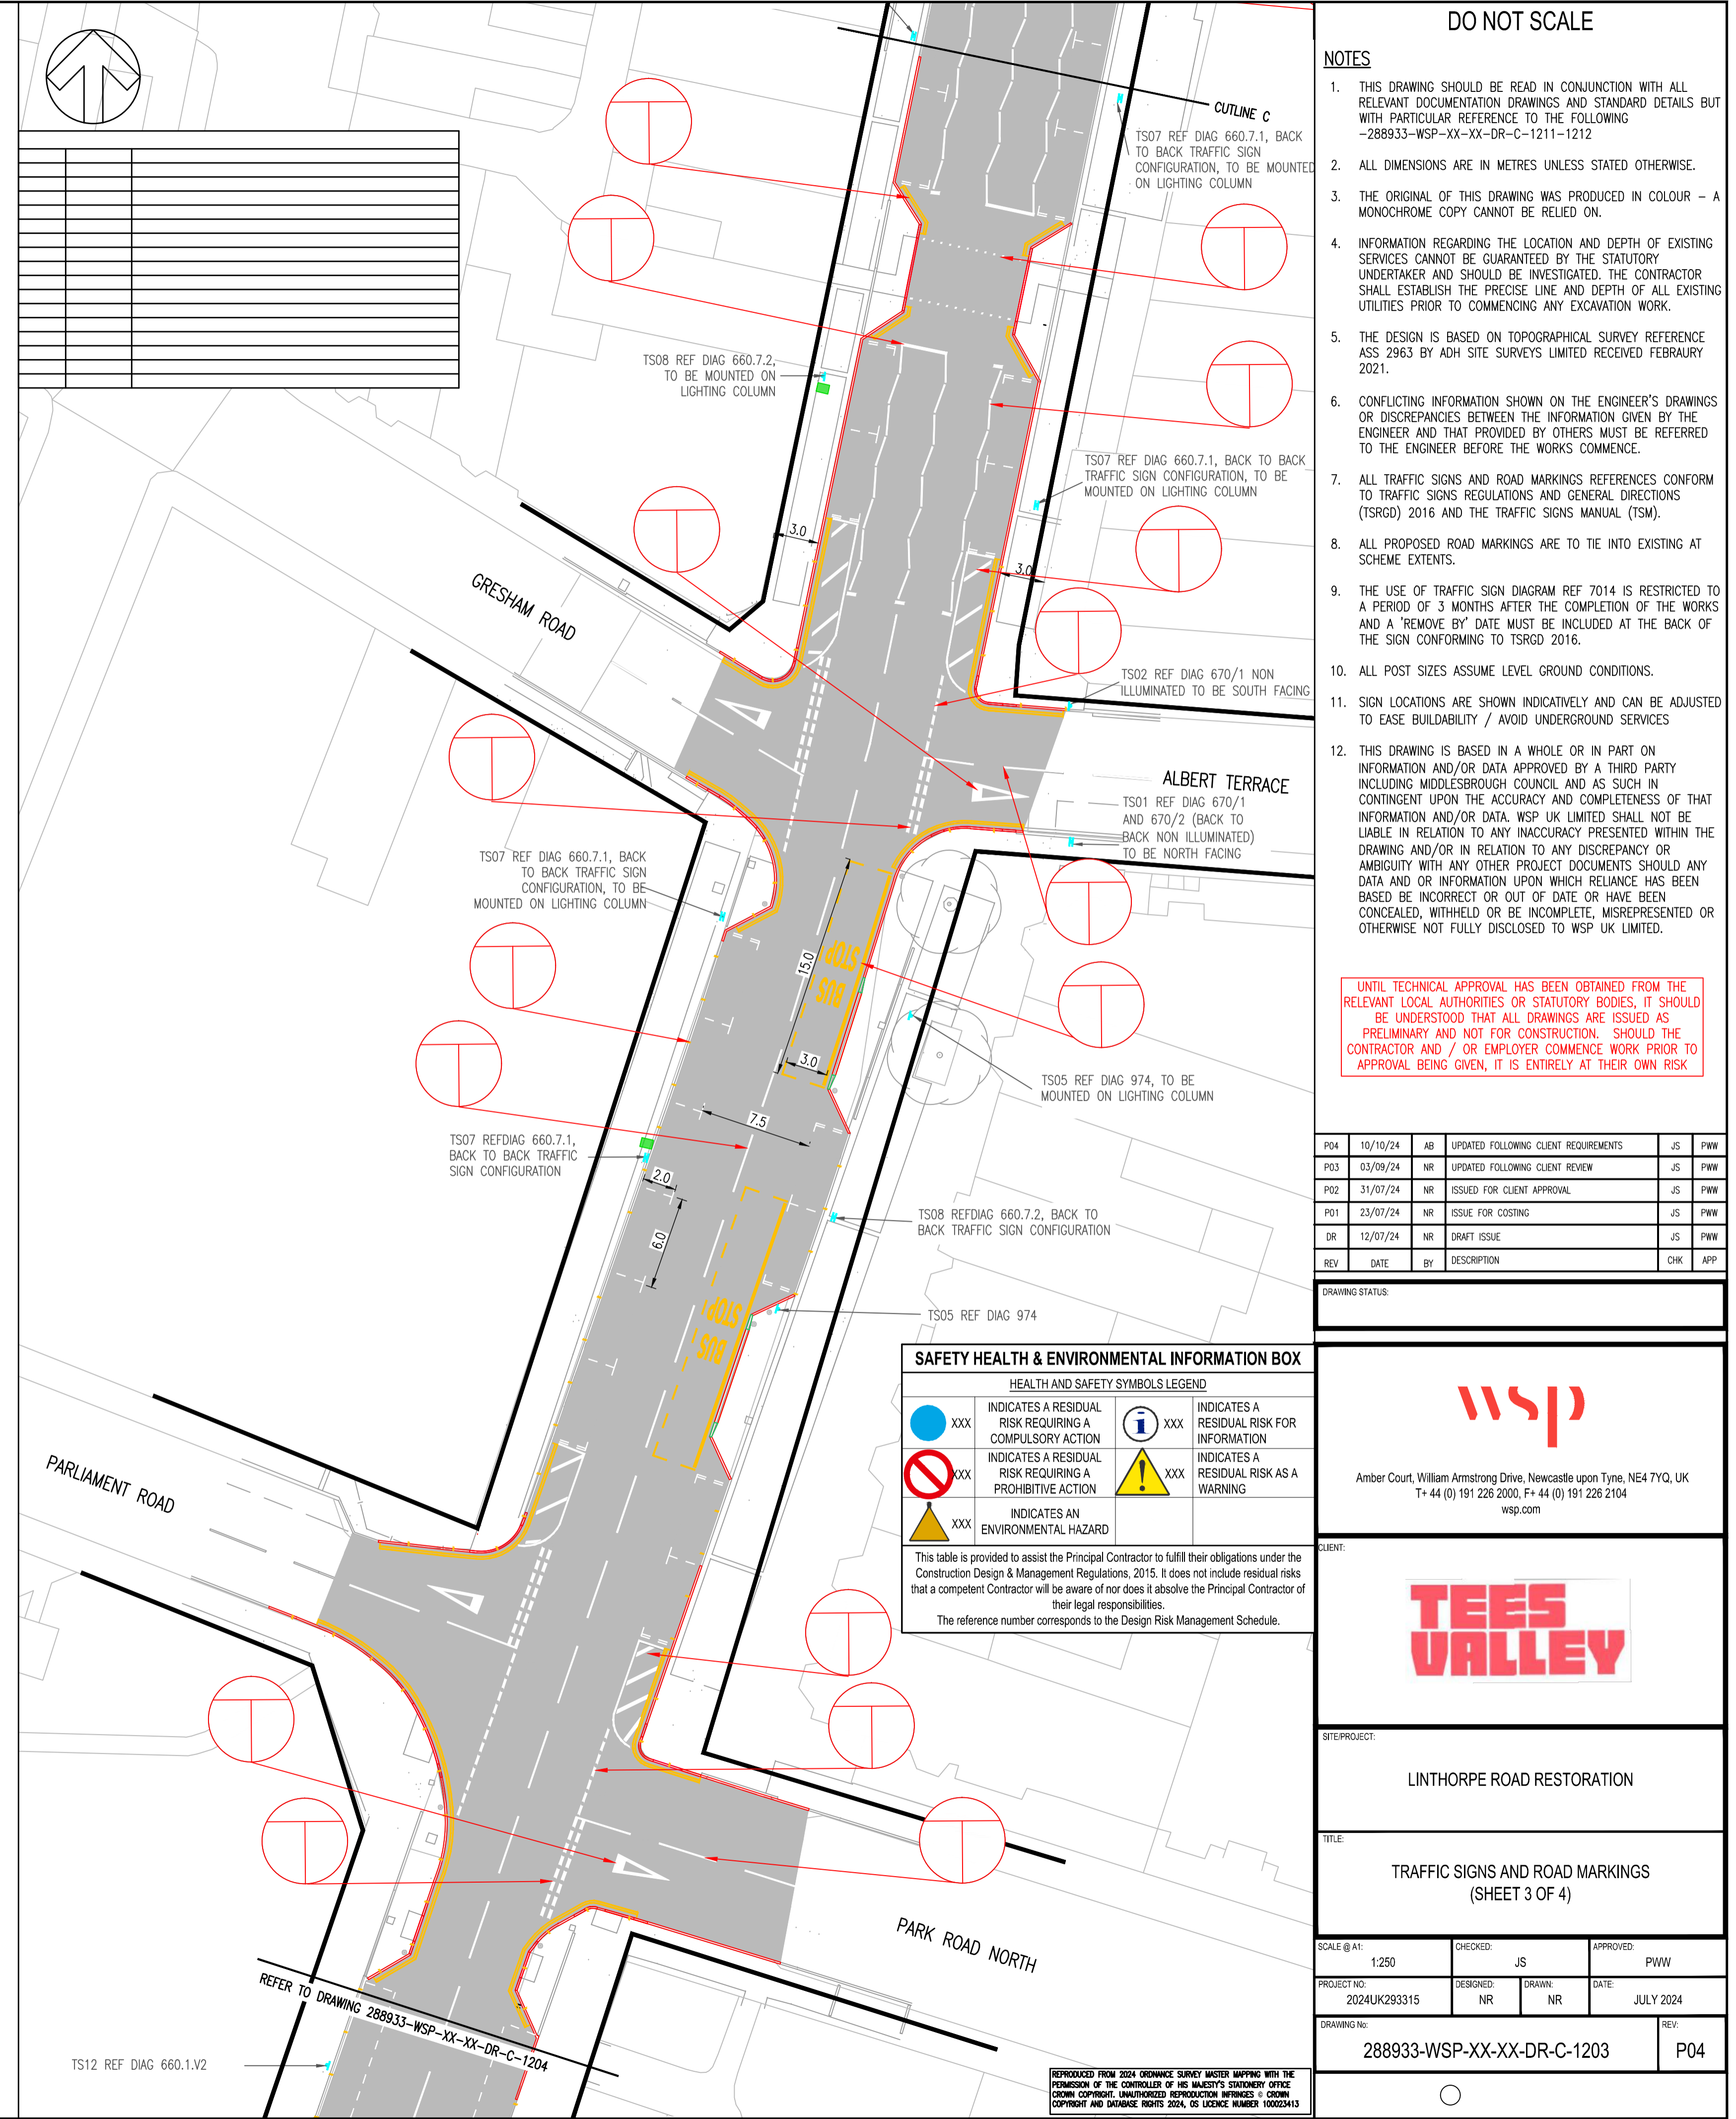 CUTLINE C
TS07 REF DIAG 660.7.1, BACK
TO BACK TRAFFIC SIGN
CONFIGURATION, TO BE MOUNTED
ON LIGHTING COLUMN
TS08 REF DIAG 660.7.2,
TO BE MOUNTED ON
LIGHTING COLUMN
TS07 REF DIAG 660.7.1, BACK TO BACK
TRAFFIC SIGN CONFIGURATION, TO BE
MOUNTED ON LIGHTING COLUMN
3.0
3.0
GRESHAM ROAD
TS02 REF DIAG 670/1 NON
ILLUMINATED TO BE SOUTH FACING
ALBERT TERRACE
TS01 REF DIAG 670/1
AND 670/2 (BACK TO
BACK NON ILLUMINATED)
TO BE NORTH FACING
TS07 REF DIAG 660.7.1, BACK
TO BACK TRAFFIC SIGN
CONFIGURATION, TO BE
MOUNTED ON LIGHTING COLUMN
15.0
BUS
STOP
3.0
TS05 REF DIAG 974, TO BE
MOUNTED ON LIGHTING COLUMN
7.5
TS07 REFDIAG 660.7.1,
BACK TO BACK TRAFFIC
SIGN CONFIGURATION
2.0
6.0
TS08 REFDIAG 660.7.2, BACK TO
BACK TRAFFIC SIGN CONFIGURATION
BUS
STOP
TS05 REF DIAG 974
PARLIAMENT ROAD
PARK ROAD NORTH
REFER TO DRAWING 288933-WSP-XX-XX-DR-C-1204
TS12 REF DIAG 660.1.V2
SAFETY HEALTH & ENVIRONMENTAL INFORMATION BOX
HEALTH AND SAFETY SYMBOLS LEGEND
XXX
INDICATES A RESIDUAL
RISK REQUIRING A
COMPULSORY ACTION
i
XXX
INDICATES A
RESIDUAL RISK FOR
INFORMATION
XXX
INDICATES A RESIDUAL
RISK REQUIRING A
PROHIBITIVE ACTION
!
XXX
INDICATES A
RESIDUAL RISK AS A
WARNING
XXX
INDICATES AN
ENVIRONMENTAL HAZARD
This table is provided to assist the Principal Contractor to fulfill their obligations under the
Construction Design & Management Regulations, 2015. It does not include residual risks
that a competent Contractor will be aware of nor does it absolve the Principal Contractor of
their legal responsibilities.
The reference number corresponds to the Design Risk Management Schedule.
REPRODUCED FROM 2024 ORDNANCE SURVEY MASTER MAPPING WITH THE
PERMISSION OF THE CONTROLLER OF HIS MAJESTY'S STATIONERY OFFICE
CROWN COPYRIGHT. UNAUTHORIZED REPRODUCTION INFRINGES © CROWN
COPYRIGHT AND DATABASE RIGHTS 2024, OS LICENCE NUMBER 100023413
DO NOT SCALE
NOTES
1. THIS DRAWING SHOULD BE READ IN CONJUNCTION WITH ALL
RELEVANT DOCUMENTATION DRAWINGS AND STANDARD DETAILS BUT
WITH PARTICULAR REFERENCE TO THE FOLLOWING
-288933-WSP-XX-XX-DR-C-1211-1212
2. ALL DIMENSIONS ARE IN METRES UNLESS STATED OTHERWISE.
3. THE ORIGINAL OF THIS DRAWING WAS PRODUCED IN COLOUR – A
MONOCHROME COPY CANNOT BE RELIED ON.
4. INFORMATION REGARDING THE LOCATION AND DEPTH OF EXISTING
SERVICES CANNOT BE GUARANTEED BY THE STATUTORY
UNDERTAKER AND SHOULD BE INVESTIGATED. THE CONTRACTOR
SHALL ESTABLISH THE PRECISE LINE AND DEPTH OF ALL EXISTING
UTILITIES PRIOR TO COMMENCING ANY EXCAVATION WORK.
5. THE DESIGN IS BASED ON TOPOGRAPHICAL SURVEY REFERENCE
ASS 2963 BY ADH SITE SURVEYS LIMITED RECEIVED FEBRAURY
2021.
6. CONFLICTING INFORMATION SHOWN ON THE ENGINEER'S DRAWINGS
OR DISCREPANCIES BETWEEN THE INFORMATION GIVEN BY THE
ENGINEER AND THAT PROVIDED BY OTHERS MUST BE REFERRED
TO THE ENGINEER BEFORE THE WORKS COMMENCE.
7. ALL TRAFFIC SIGNS AND ROAD MARKINGS REFERENCES CONFORM
TO TRAFFIC SIGNS REGULATIONS AND GENERAL DIRECTIONS
(TSRGD) 2016 AND THE TRAFFIC SIGNS MANUAL (TSM).
8. ALL PROPOSED ROAD MARKINGS ARE TO TIE INTO EXISTING AT
SCHEME EXTENTS.
9. THE USE OF TRAFFIC SIGN DIAGRAM REF 7014 IS RESTRICTED TO
A PERIOD OF 3 MONTHS AFTER THE COMPLETION OF THE WORKS
AND A 'REMOVE BY' DATE MUST BE INCLUDED AT THE BACK OF
THE SIGN CONFORMING TO TSRGD 2016.
10. ALL POST SIZES ASSUME LEVEL GROUND CONDITIONS.
11. SIGN LOCATIONS ARE SHOWN INDICATIVELY AND CAN BE ADJUSTED
TO EASE BUILDABILITY / AVOID UNDERGROUND SERVICES
12. THIS DRAWING IS BASED IN A WHOLE OR IN PART ON
INFORMATION AND/OR DATA APPROVED BY A THIRD PARTY
INCLUDING MIDDLESBROUGH COUNCIL AND AS SUCH IN
CONTINGENT UPON THE ACCURACY AND COMPLETENESS OF THAT
INFORMATION AND/OR DATA. WSP UK LIMITED SHALL NOT BE
LIABLE IN RELATION TO ANY INACCURACY PRESENTED WITHIN THE
DRAWING AND/OR IN RELATION TO ANY DISCREPANCY OR
AMBIGUITY WITH ANY OTHER PROJECT DOCUMENTS SHOULD ANY
DATA AND OR INFORMATION UPON WHICH RELIANCE HAS BEEN
BASED BE INCORRECT OR OUT OF DATE OR HAVE BEEN
CONCEALED, WITHHELD OR BE INCOMPLETE, MISREPRESENTED OR
OTHERWISE NOT FULLY DISCLOSED TO WSP UK LIMITED.
UNTIL TECHNICAL APPROVAL HAS BEEN OBTAINED FROM THE
RELEVANT LOCAL AUTHORITIES OR STATUTORY BODIES, IT SHOULD
BE UNDERSTOOD THAT ALL DRAWINGS ARE ISSUED AS
PRELIMINARY AND NOT FOR CONSTRUCTION. SHOULD THE
CONTRACTOR AND / OR EMPLOYER COMMENCE WORK PRIOR TO
APPROVAL BEING GIVEN, IT IS ENTIRELY AT THEIR OWN RISK
P04 10/10/24 AB UPDATED FOLLOWING CLIENT REQUIREMENTS JS PWW
P03 03/09/24 NR UPDATED FOLLOWING CLIENT REVIEW JS PWW
P02 31/07/24 NR ISSUED FOR CLIENT APPROVAL JS PWW
P01 23/07/24 NR ISSUE FOR COSTING JS PWW
DR 12/07/24 NR DRAFT ISSUE JS PWW
REV DATE BY DESCRIPTION CHK APP
DRAWING STATUS:
wsp
Amber Court, William Armstrong Drive, Newcastle upon Tyne, NE4 7YQ, UK
T+ 44 (0) 191 226 2000, F+ 44 (0) 191 226 2104
wsp.com
CLIENT:
TEES
VALLEY
SITE/PROJECT:
LINTHORPE ROAD RESTORATION
TITLE:
TRAFFIC SIGNS AND ROAD MARKINGS
(SHEET 3 OF 4)
SCALE @ A1: CHECKED: APPROVED:
1:250 JS PWW
PROJECT NO: DESIGNED: DRAWN: DATE:
2024UK293315 NR NR JULY 2024
DRAWING No: REV:
288933-WSP-XX-XX-DR-C-1203 P04